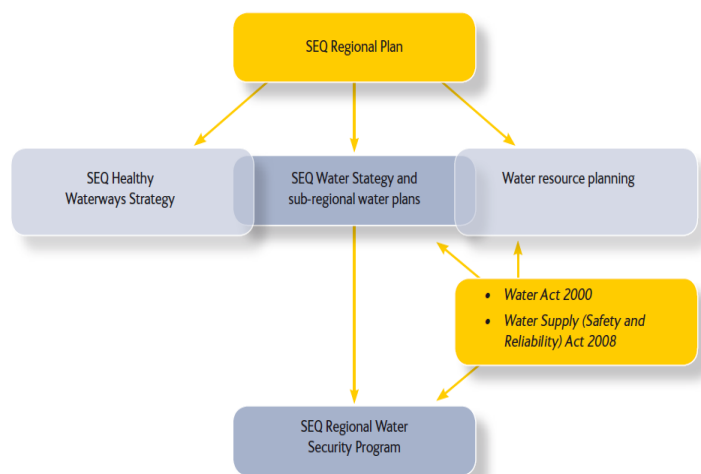 SEQ Regional Plan
SEQ Healthy
Waterways Strategy
SEQ Water Stategy and
sub-regional water plans
Water resource planning
• Water Act 2000
• Water Supply (Safety and
Reliability) Act 2008
SEQ Regional Water
Security Program